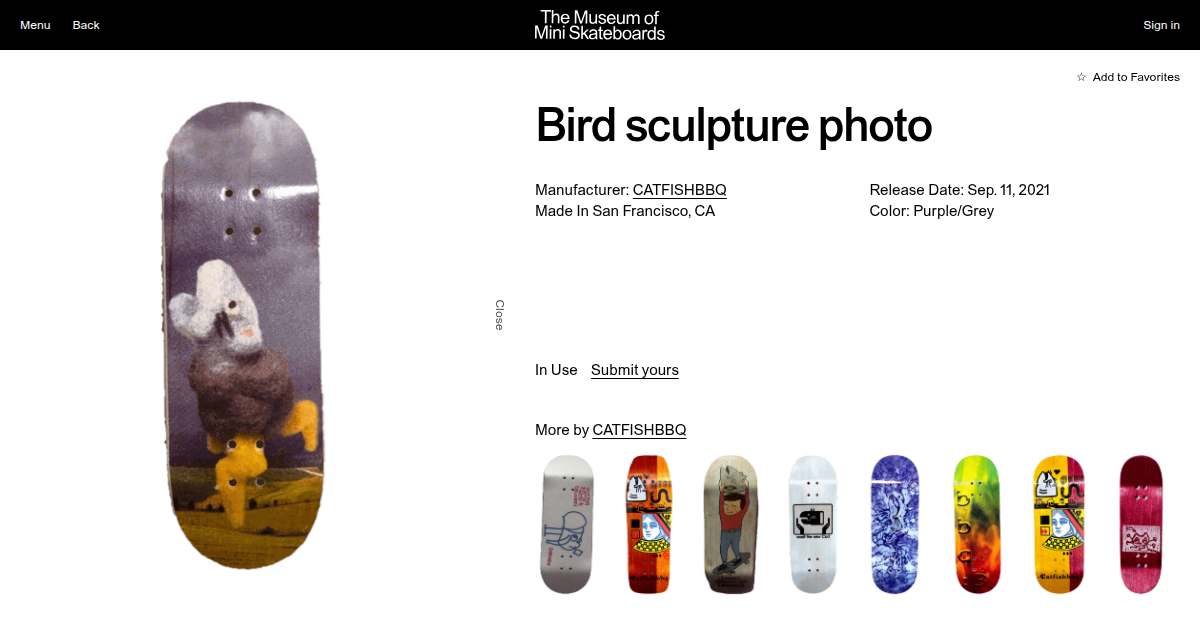 Menu
Back
The Museum of
Mini Skateboards
Sign in
☆ Add to Favorites
Bird sculpture photo
Manufacturer: CATFISHBBQ
Made In San Francisco, CA
Release Date: Sep. 11, 2021
Color: Purple/Grey
Close
In Use Submit yours
More by CATFISHBBQ